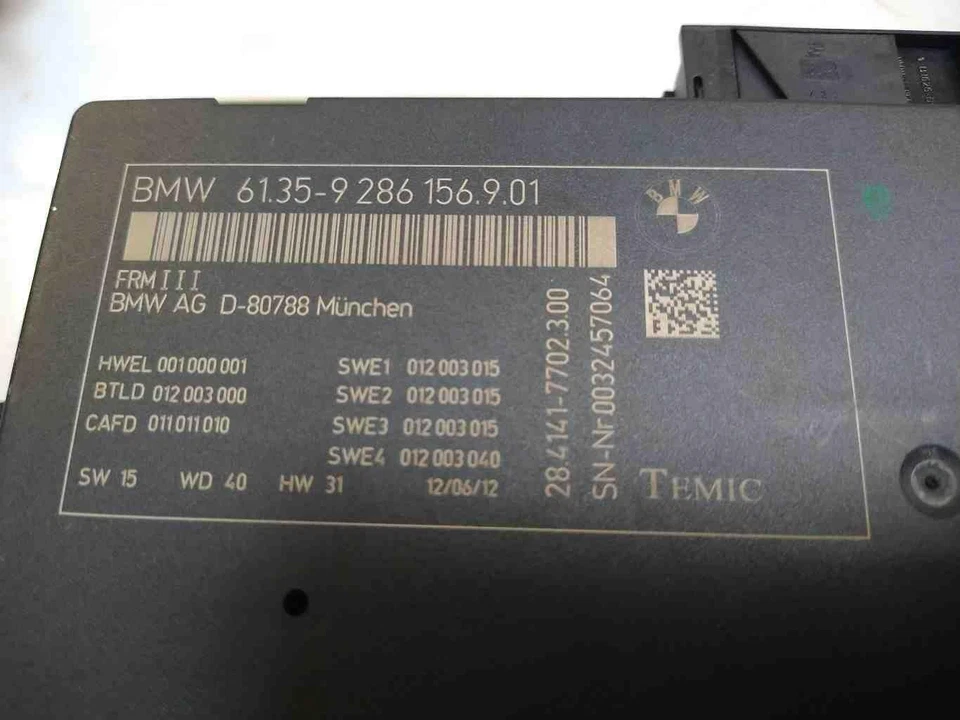 BMW 61.35-9 286 156.9.01
BMW
FRM III
BMW AG D-80788 München
HWEL 001 000 001
BTLD 012 003 000
CAFD 011 011 010
SWE1 012 003 015
SWE2 012 003 015
SWE3 012 003 015
SWE4 012 003 040
SW 15 WD 40 HW 31 12/06/12
28.4141-7702.3.00
SN-Nr 0032457064
TEMIC